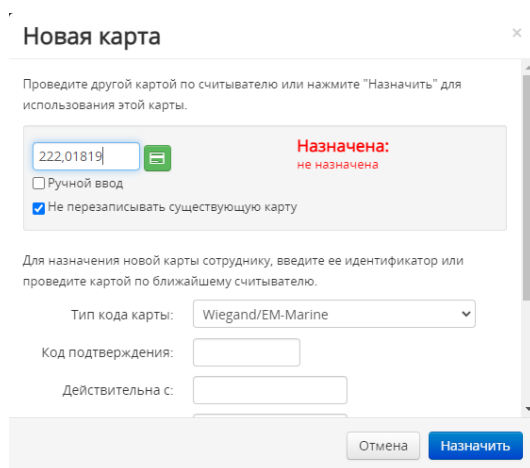 Новая карта
×
Проведите другой картой по считывателю или нажмите "Назначить" для
использования этой карты.
222,01819
Назначена:
не назначена
Ручной ввод
Не перезаписывать существующую карту
Для назначения новой карты сотруднику, введите ее идентификатор или
проведите картой по ближайшему считывателю.
Тип кода карты: Wiegand/EM-Marine
Код подтверждения:
Действительна с:
Отмена Назначить